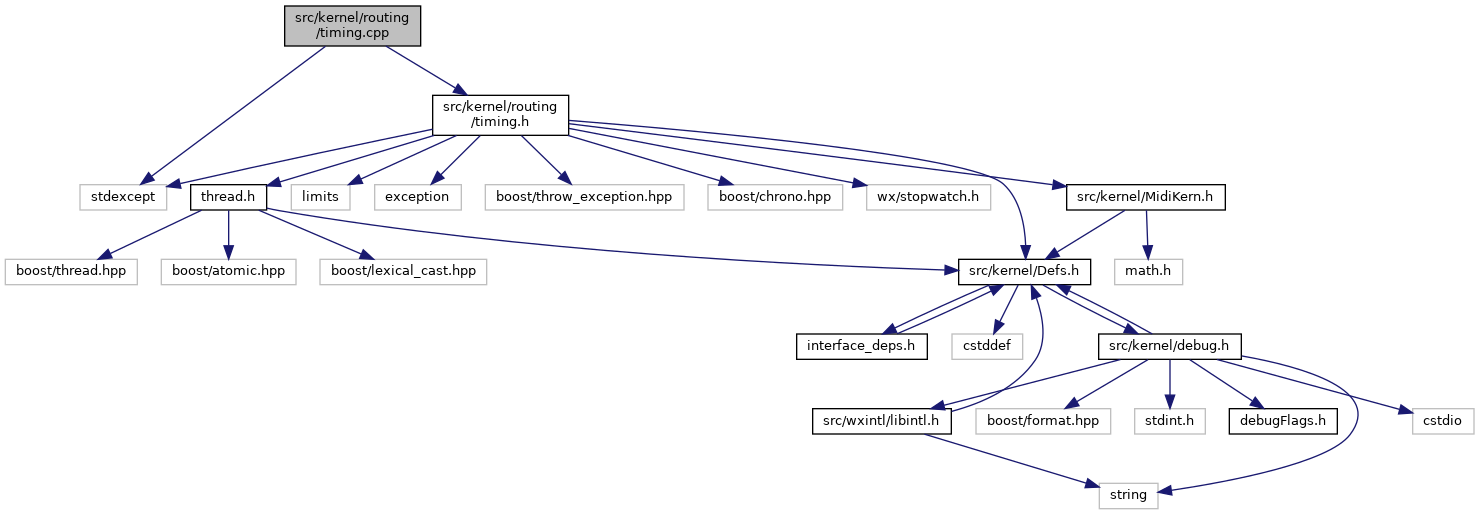 src/kernel/routing
/timing.cpp
src/kernel/routing
/timing.h
stdexcept
thread.h
limits
exception
boost/throw_exception.hpp
boost/chrono.hpp
wx/stopwatch.h
src/kernel/MidiKern.h
boost/thread.hpp
boost/atomic.hpp
boost/lexical_cast.hpp
src/kernel/Defs.h
math.h
interface_deps.h
cstddef
src/kernel/debug.h
src/wxintl/libintl.h
boost/format.hpp
stdint.h
debugFlags.h
cstdio
string